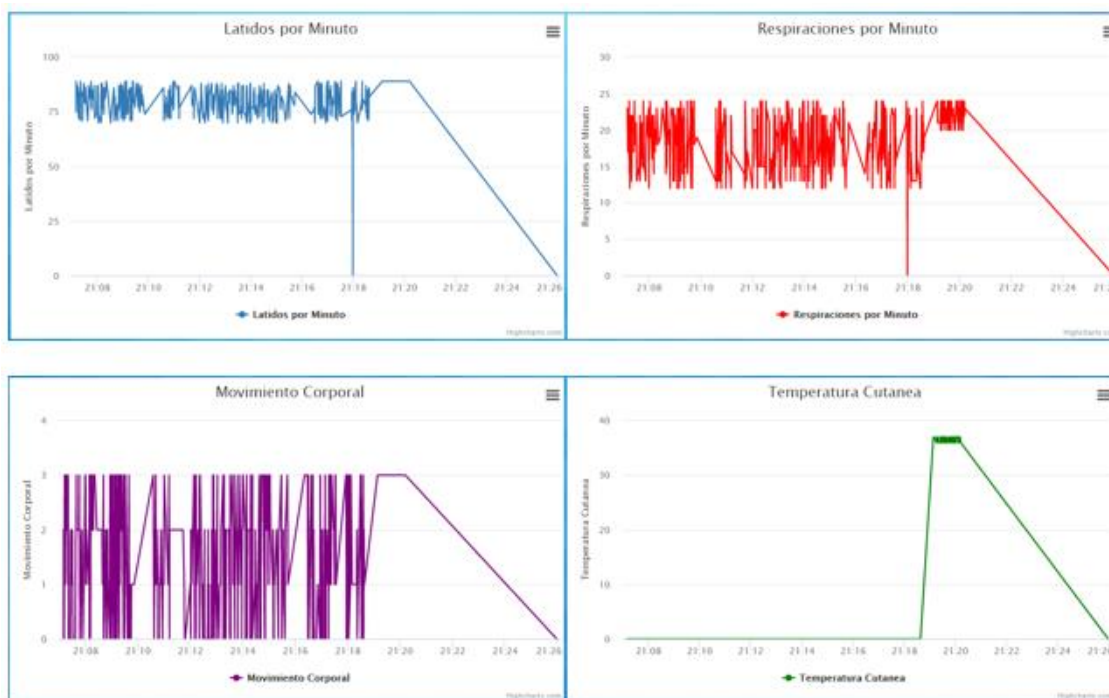 Latidos por Minuto
100
75
50
25
0
Latidos por Minuto
21:08 21:10 21:12 21:14 21:16 21:18 21:20 21:22 21:24 21:26
Latidos por Minuto
Highcharts.com
Respiraciones por Minuto
30
25
20
15
10
5
0
Respiraciones por Minuto
21:08 21:10 21:12 21:14 21:16 21:18 21:20 21:22 21:24
Respiraciones por Minuto
Movimiento Corporal
4
3
2
1
0
Movimiento Corporal
21:08 21:10 21:12 21:14 21:16 21:18 21:20 21:22 21:24 21:26
Movimiento Corporal
Highcharts.com
Temperatura Cutanea
40
30
20
10
0
Temperatura Cutanea
21:08 21:10 21:12 21:14 21:16 21:18 21:20 21:22 21:24
Temperatura Cutanea